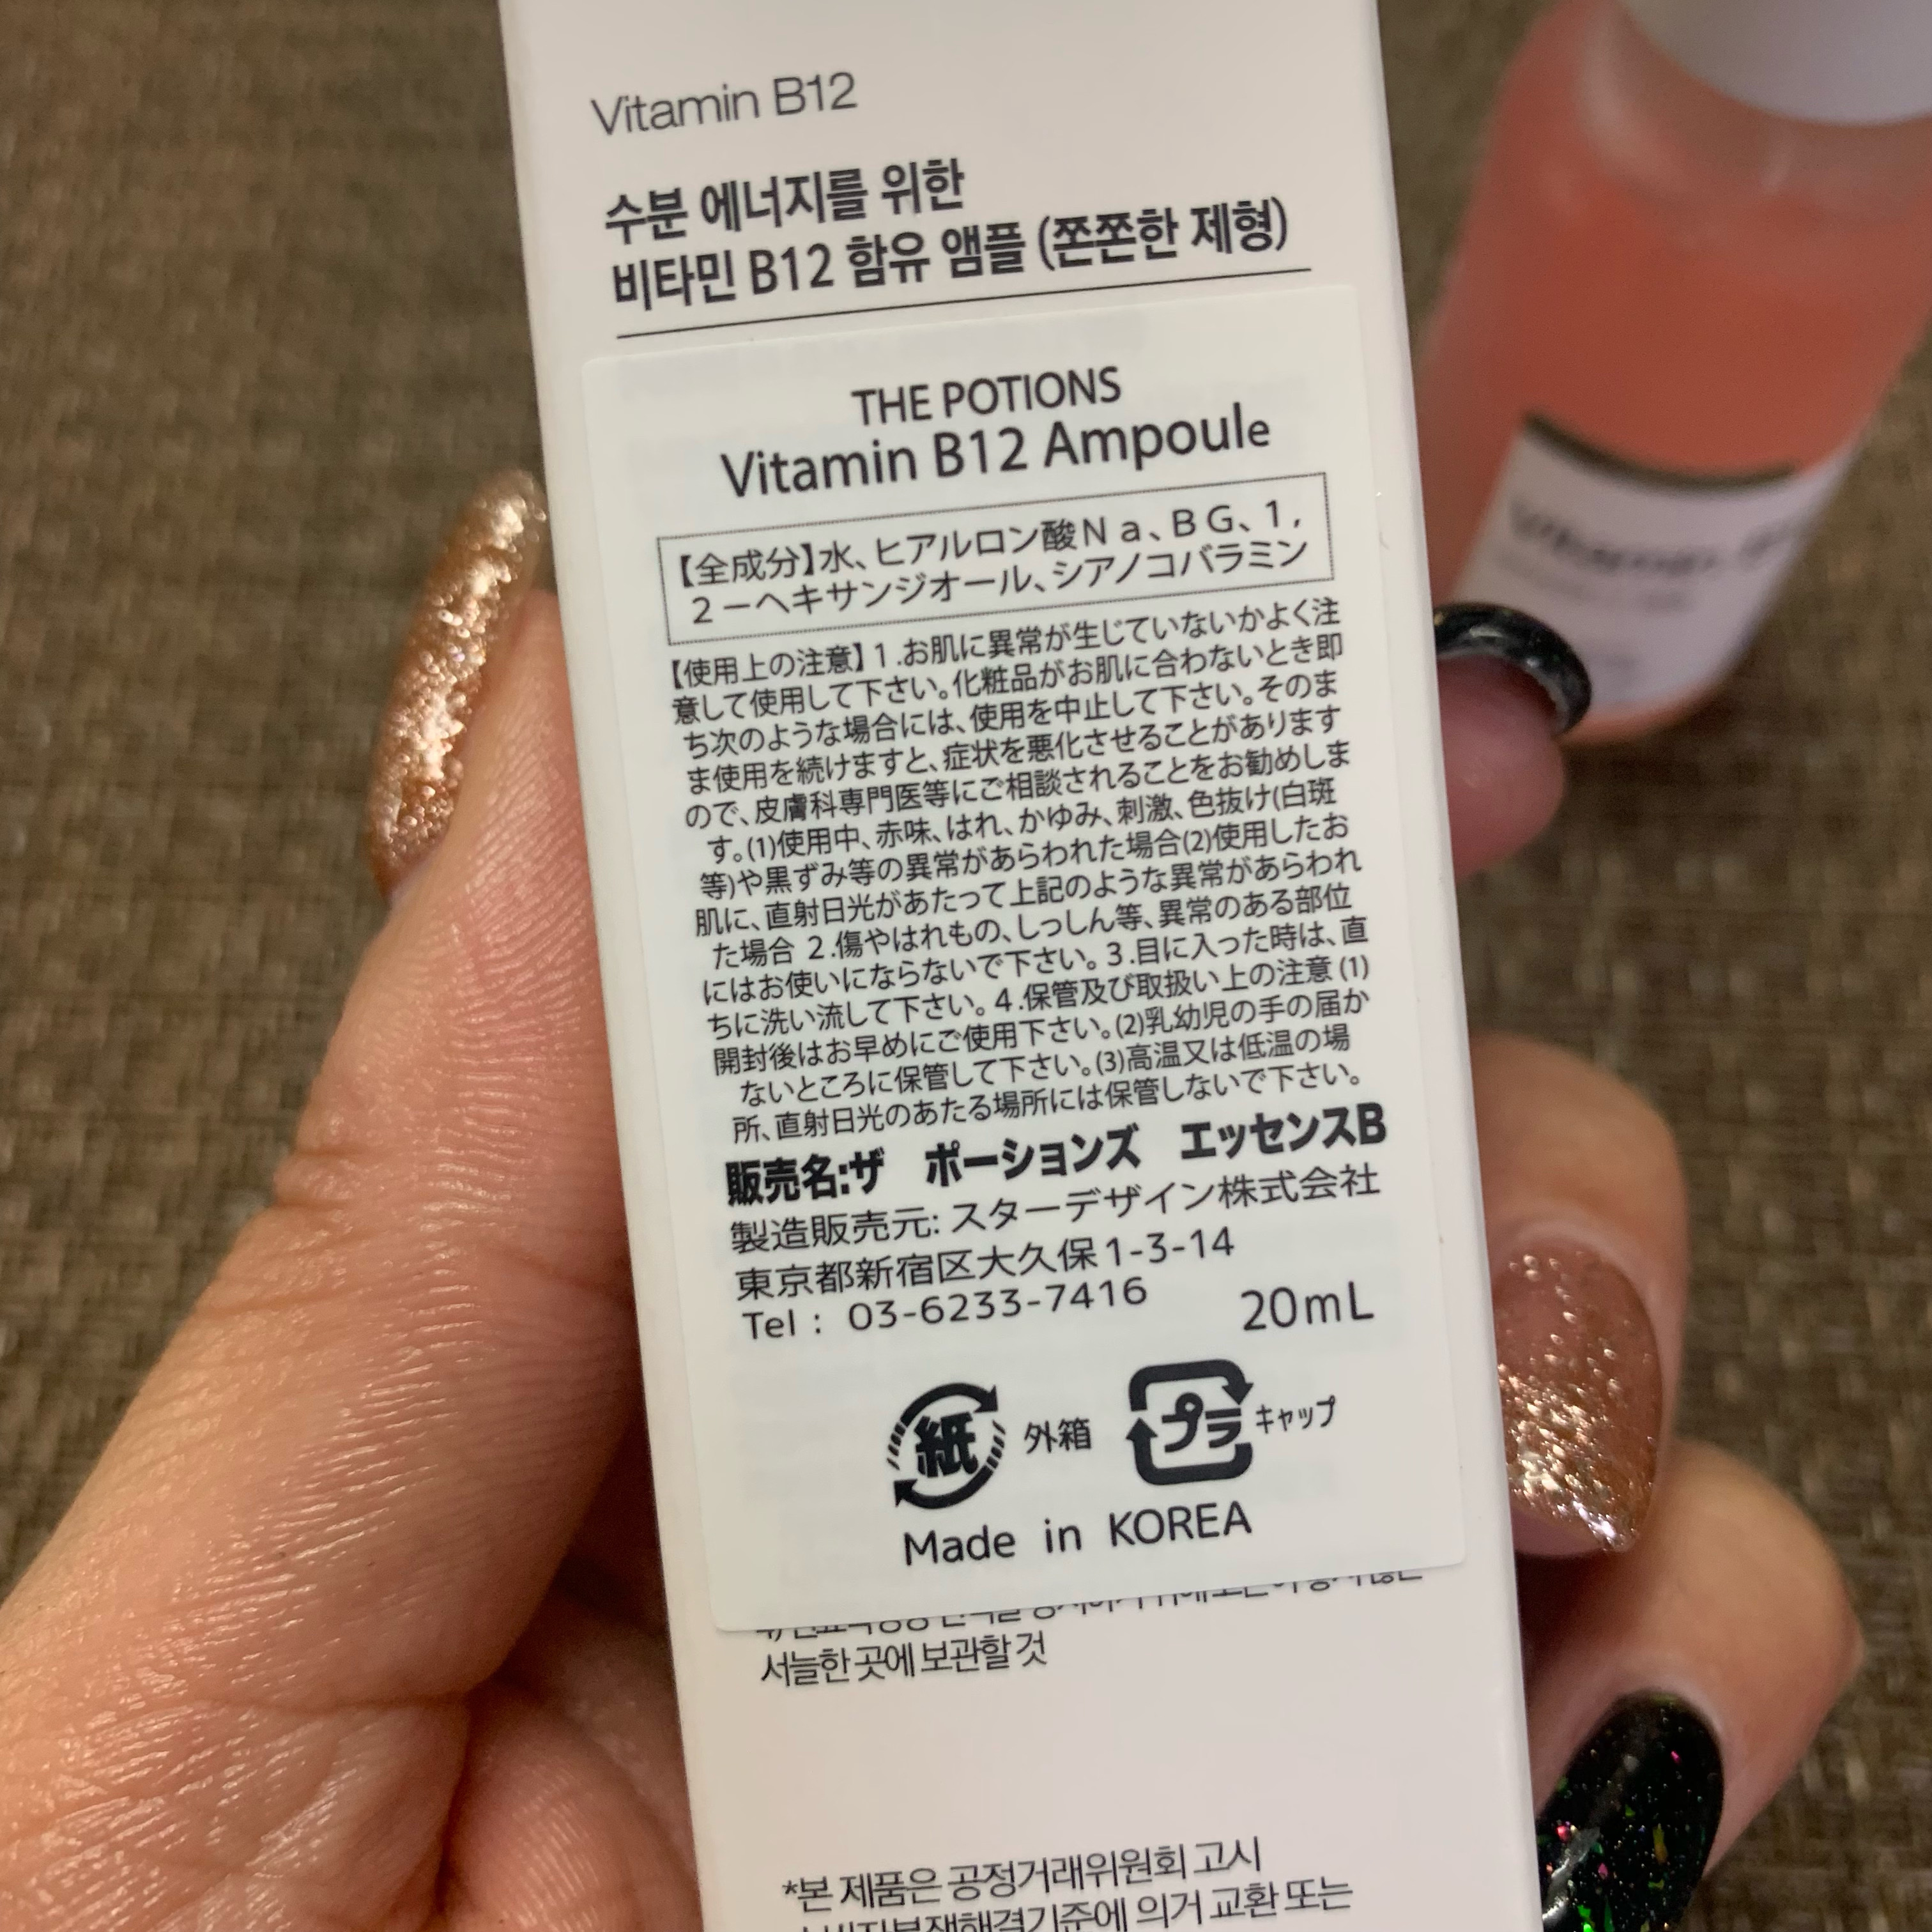 Vitamin B12
수분 에너지를 위한
비타민 B12 함유 앰플 (쫀쫀한 제형)
THE POTIONS
Vitamin B12 Ampoule
【全成分】水、ヒアルロン酸Ｎａ、ＢＧ、１，
２－ヘキサンジオール、シアノコバラミン
【使用上の注意】１.お肌に異常が生じていないかよく注
意して使用して下さい。化粧品がお肌に合わないとき即
ち次のような場合には、使用を中止して下さい。そのま
ま使用を続けますと、症状を悪化させることがあります
ので、皮膚科専門医等にご相談されることをお勧めしま
す。(1)使用中、赤味、はれ、かゆみ、刺激、色抜け(白斑
等)や黒ずみ等の異常があらわれた場合(2)使用したお
肌に、直射日光があたって上記のような異常があらわれ
た場合 ２.傷やはれもの、しっしん等、異常のある部位
にはお使いにならないで下さい。３.目に入った時は、直
ちに洗い流して下さい。４.保管及び取扱い上の注意(1)
開封後はお早めにご使用下さい。(2)乳幼児の手の届か
ないところに保管して下さい。(3)高温又は低温の場
所、直射日光のあたる場所には保管しないで下さい。
販売名:ザ　ポーションズ　エッセンスB
製造販売元: スターデザイン株式会社
東京都新宿区大久保1-3-14
Tel : 03-6233-7416
20mL
紙 外箱 プラ キャップ
Made in KOREA
서늘한 곳에 보관할 것
*본 제품은 공정거래위원회 고시
의거 교환 또는